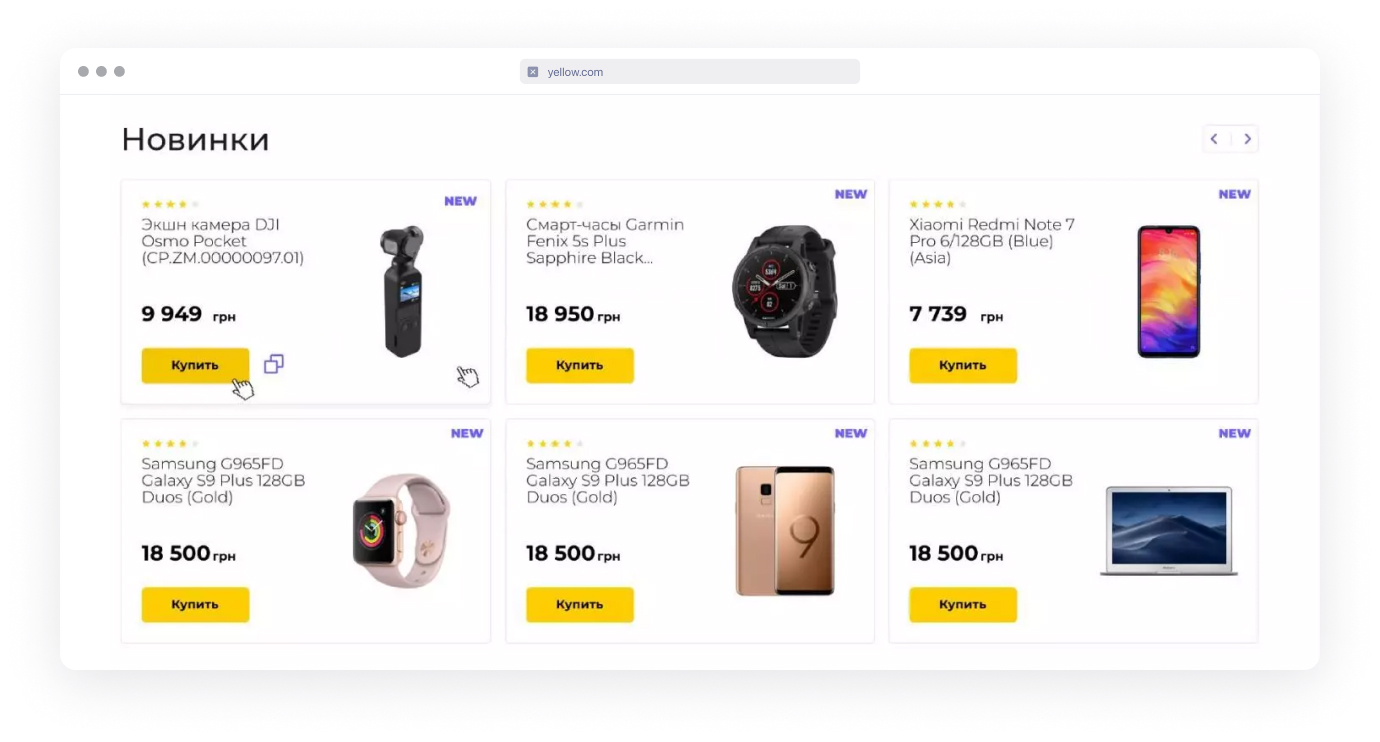 yellow.com
Новинки
NEW
Экшн камера DJI
Osmo Pocket
(CP.ZM.00000097.01)
9 949 грн
Купить
NEW
Смарт-часы Garmin
Fenix 5s Plus
Sapphire Black...
18 950 грн
Купить
NEW
Xiaomi Redmi Note 7
Pro 6/128GB (Blue)
(Asia)
7 739 грн
Купить
NEW
Samsung G965FD
Galaxy S9 Plus 128GB
Duos (Gold)
18 500 грн
Купить
NEW
Samsung G965FD
Galaxy S9 Plus 128GB
Duos (Gold)
18 500 грн
Купить
9
NEW
Samsung G965FD
Galaxy S9 Plus 128GB
Duos (Gold)
18 500 грн
Купить